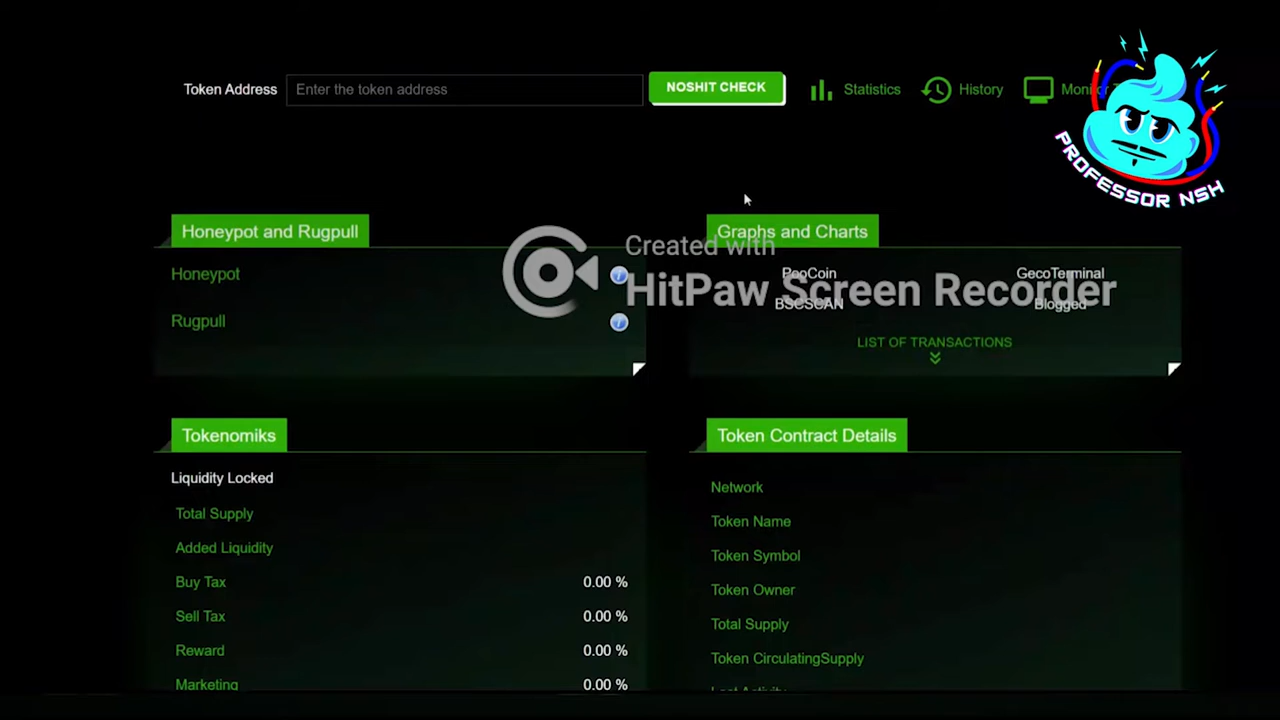 Token Address
Enter the token address
NOSHIT CHECK
Statistics
History
PROFESSOR NSH
Honeypot and Rugpull
Honeypot
Rugpull
Graphs and Charts
Created with
HitPaw Screen Recorder
PooCoin
GecoTerminal
BSCSCAN
Blogged
LIST OF TRANSACTIONS
Tokenomiks
Liquidity Locked
Total Supply
Added Liquidity
Buy Tax 0.00 %
Sell Tax 0.00 %
Reward 0.00 %
Marketing 0.00 %
Token Contract Details
Network
Token Name
Token Symbol
Token Owner
Total Supply
Token CirculatingSupply
Last Activity